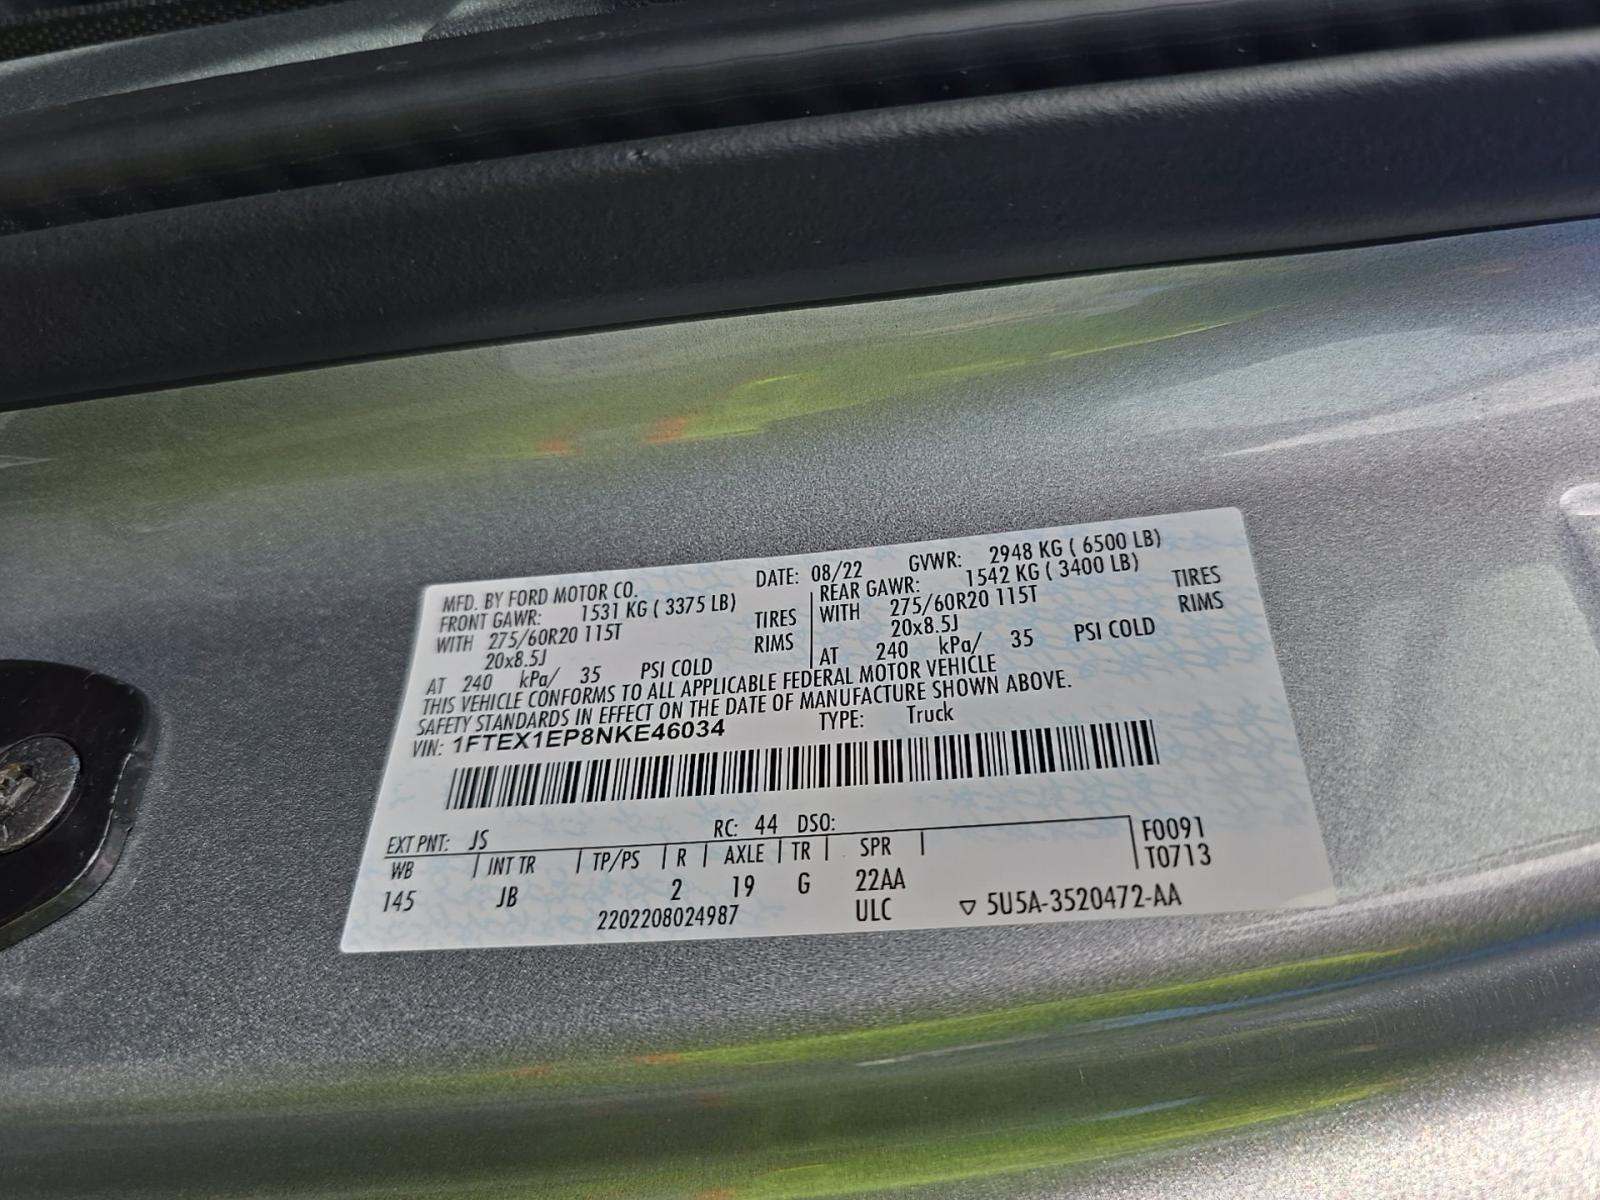 MFD. BY FORD MOTOR CO. DATE: 08/22 GVWR: 2948 KG ( 6500 LB)
FRONT GAWR: 1531 KG ( 3375 LB) REAR GAWR: 1542 KG ( 3400 LB)
WITH 275/60R20 115T TIRES WITH 275/60R20 115T TIRES
20x8.5J RIMS 20x8.5J RIMS
AT 240 kPa/ 35 PSI COLD AT 240 kPa/ 35 PSI COLD
THIS VEHICLE CONFORMS TO ALL APPLICABLE FEDERAL MOTOR VEHICLE
SAFETY STANDARDS IN EFFECT ON THE DATE OF MANUFACTURE SHOWN ABOVE.
VIN: 1FTEX1EP8NKE46034 TYPE: Truck
EXT PNT: JS RC: 44 DSO: F0091
WB INT TR TP/PS R AXLE TR SPR T0713
145 JB 2 19 G 22AA
2202208024987 ULC ▽ 5U5A-3520472-AA